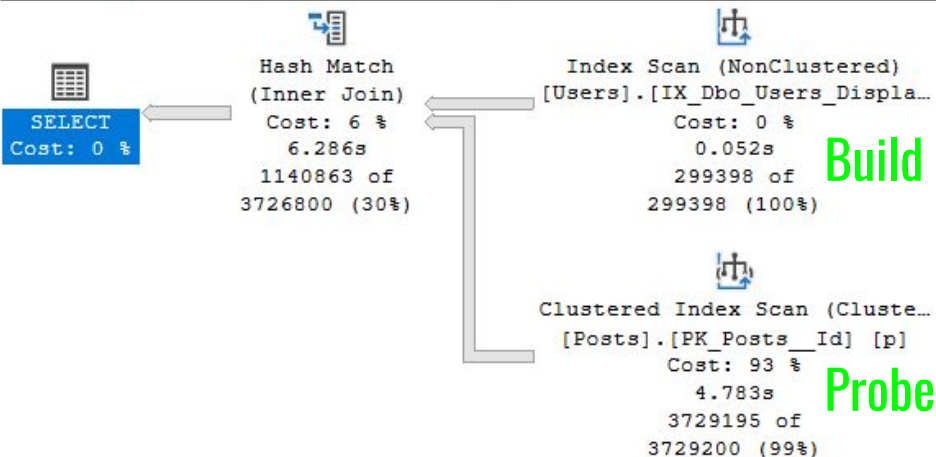 SELECT
Cost: 0 %
Hash Match
(Inner Join)
Cost: 6 %
6.286s
1140863 of
3726800 (30%)
Index Scan (NonClustered)
[Users].[IX_Dbo_Users_Displa…
Cost: 0 %
0.052s
299398 of
299398 (100%)
Build
Clustered Index Scan (Cluste…
[Posts].[PK_Posts__Id] [p]
Cost: 93 %
4.783s
3729195 of
3729200 (99%)
Probe